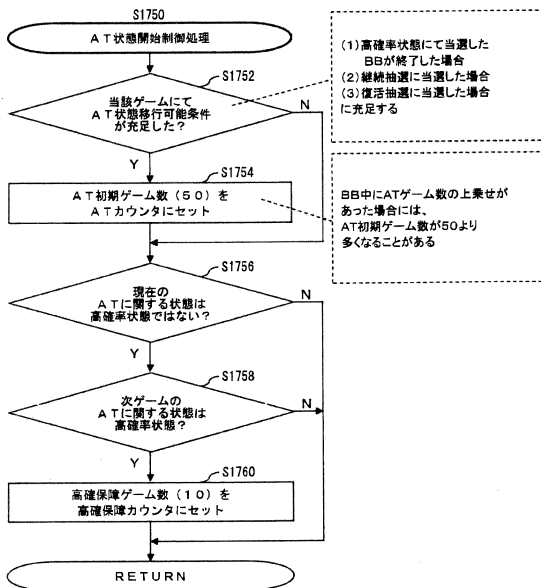 S1750
ＡＴ状態開始制御処理
S1752
当該ゲームにて
ＡＴ状態移行可能条件
が充足した？
N
Y
(1)高確率状態にて当選した
BBが終了した場合
(2)継続抽選に当選した場合
(3)復活抽選に当選した場合
に充足する
S1754
ＡＴ初期ゲーム数（５０）を
ＡＴカウンタにセット
BB中にATゲーム数の上乗せが
あった場合には、
AT初期ゲーム数が50より
多くなることがある
S1756
現在の
ＡＴに関する状態は
高確率状態ではない？
N
Y
S1758
次ゲームの
ＡＴに関する状態は
高確率状態？
N
Y
S1760
高確保障ゲーム数（１０）を
高確保障カウンタにセット
ＲＥＴＵＲＮ